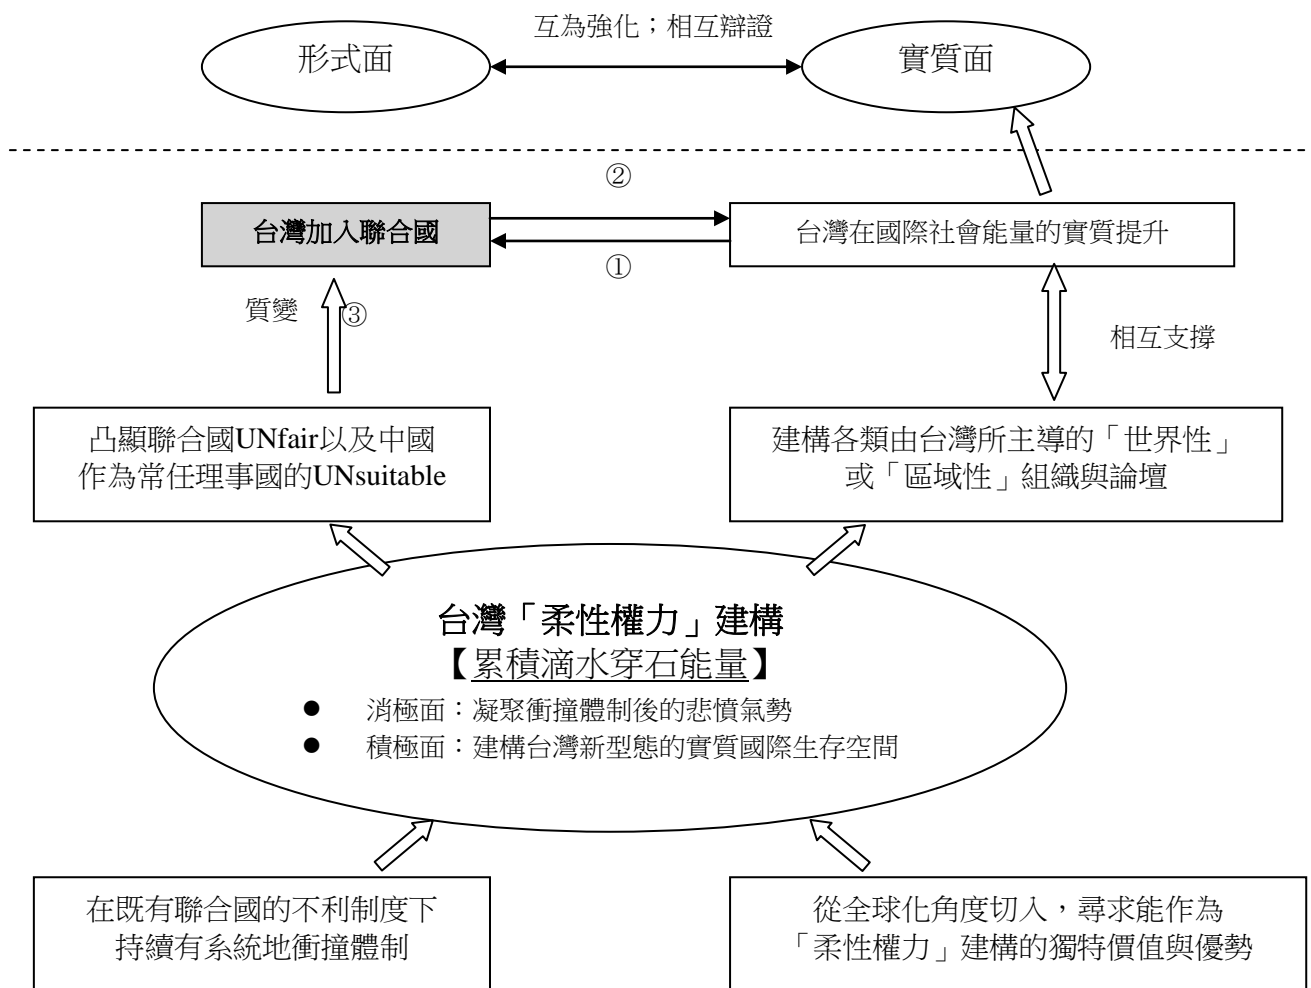 互為強化；相互辯證
形式面
實質面
②
台灣加入聯合國
台灣在國際社會能量的實質提升
①
質變
③
相互支撐
凸顯聯合國UNfair以及中國
作為常任理事國的UNsuitable
建構各類由台灣所主導的「世界性」
或「區域性」組織與論壇
台灣「柔性權力」建構
【累積滴水穿石能量】
● 消極面：凝聚衝撞體制後的悲憤氣勢
● 積極面：建構台灣新型態的實質國際生存空間
在既有聯合國的不利制度下
持續有系統地衝撞體制
從全球化角度切入，尋求能作為
「柔性權力」建構的獨特價值與優勢